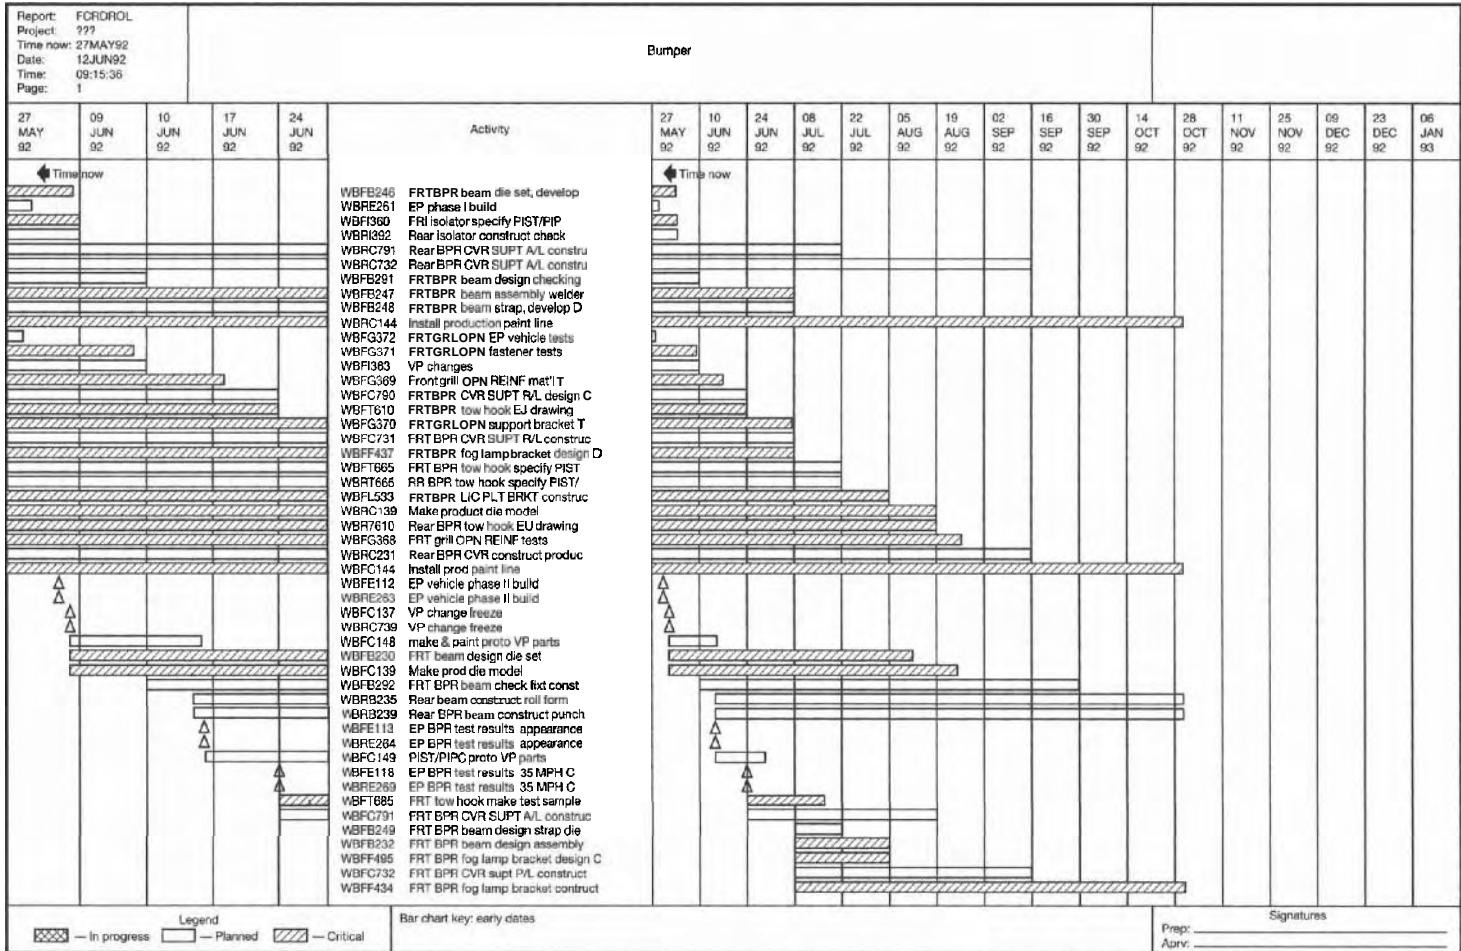 Report: FCRDROL
Project: ???
Time now: 27MAY92
Date: 12JUN92
Time: 09:15:36
Page: 1
Bumper
27 MAY 92
09 JUN 92
10 JUN 92
17 JUN 92
24 JUN 92
Activity
27 MAY 92
10 JUN 92
24 JUN 92
08 JUL 92
22 JUL 92
05 AUG 92
19 AUG 92
02 SEP 92
16 SEP 92
30 SEP 92
14 OCT 92
28 OCT 92
11 NOV 92
25 NOV 92
09 DEC 92
23 DEC 92
06 JAN 93
Time now
Time now
WBFB246 FRTBPR beam die set, develop
WBRE261 EP phase I build
WBFI360 FRI isolator specify PIST/PIP
WBRI392 Rear isolator construct check
WBRC791 Rear BPR CVR SUPT A/L constru
WBRC732 Rear BPR CVR SUPT A/L constru
WBFB291 FRTBPR beam design checking
WBFB247 FRTBPR beam assembly welder
WBFB248 FRTBPR beam strap, develop D
WBRC144 Install production paint line
WBFG372 FRTGRLOPN EP vehicle tests
WBFG371 FRTGRLOPN fastener tests
WBFI363 VP changes
WBFG369 Front grill OPN REINF mat'l T
WBFC790 FRTBPR CVR SUPT R/L design C
WBFT610 FRTBPR tow hook EJ drawing
WBFG370 FRTGRLOPN support bracket T
WBFC731 FRT BPR CVR SUPT R/L construc
WBFF437 FRTBPR fog lamp bracket design D
WBFT665 FRT BPR tow hook specify PIST
WBRT666 RR BPR tow hook specify PIST/
WBFL533 FRTBPR LIC PLT BRKT construc
WBRC139 Make product die model
WBR7610 Rear BPR tow hook EU drawing
WBFG368 FRT grill OPN REINF tests
WBRC231 Rear BPR CVR construct produc
WBFC144 Install prod paint line
WBFE112 EP vehicle phase II build
WBRE263 EP vehicle phase II build
WBFC137 VP change freeze
WBRC739 VP change freeze
WBFC148 make & paint proto VP parts
WBFB230 FRT beam design die set
WBFC139 Make prod die model
WBFB292 FRT BPR beam check fixt const
WBRB235 Rear beam construct roll form
WBRB239 Rear BPR beam construct punch
WBFE113 EP BPR test results appearance
WBRE264 EP BPR test results appearance
WBFC149 PIST/PIPC proto VP parts
WBFE118 EP BPR test results 35 MPH C
WBRE269 EP BPR test results 35 MPH C
WBFT685 FRT tow hook make test sample
WBFC791 FRT BPR CVR SUPT A/L construc
WBFB249 FRT BPR beam design strap die
WBFB232 FRT BPR beam design assembly
WBFF495 FRT BPR fog lamp bracket design C
WBFC732 FRT BPR CVR supt P/L construct
WBFF434 FRT BPR fog lamp bracket contruct
Legend
— In progress — Planned — Critical
Bar chart key: early dates
Signatures
Prep:
Aprv: